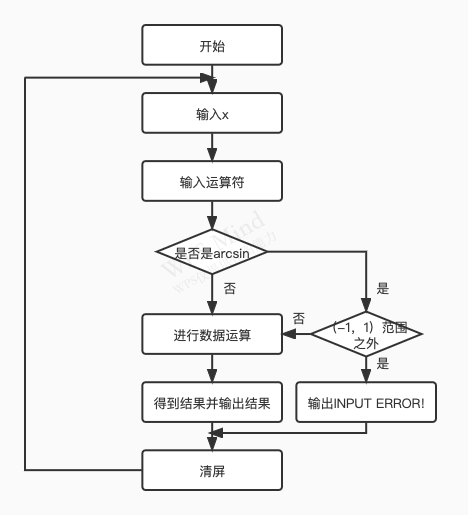 开始
输入x
输入运算符
是否是arcsin
否
是
进行数据运算
否
(-1, 1) 范围
之外
是
得到结果并输出结果
输出INPUT ERROR!
清屏